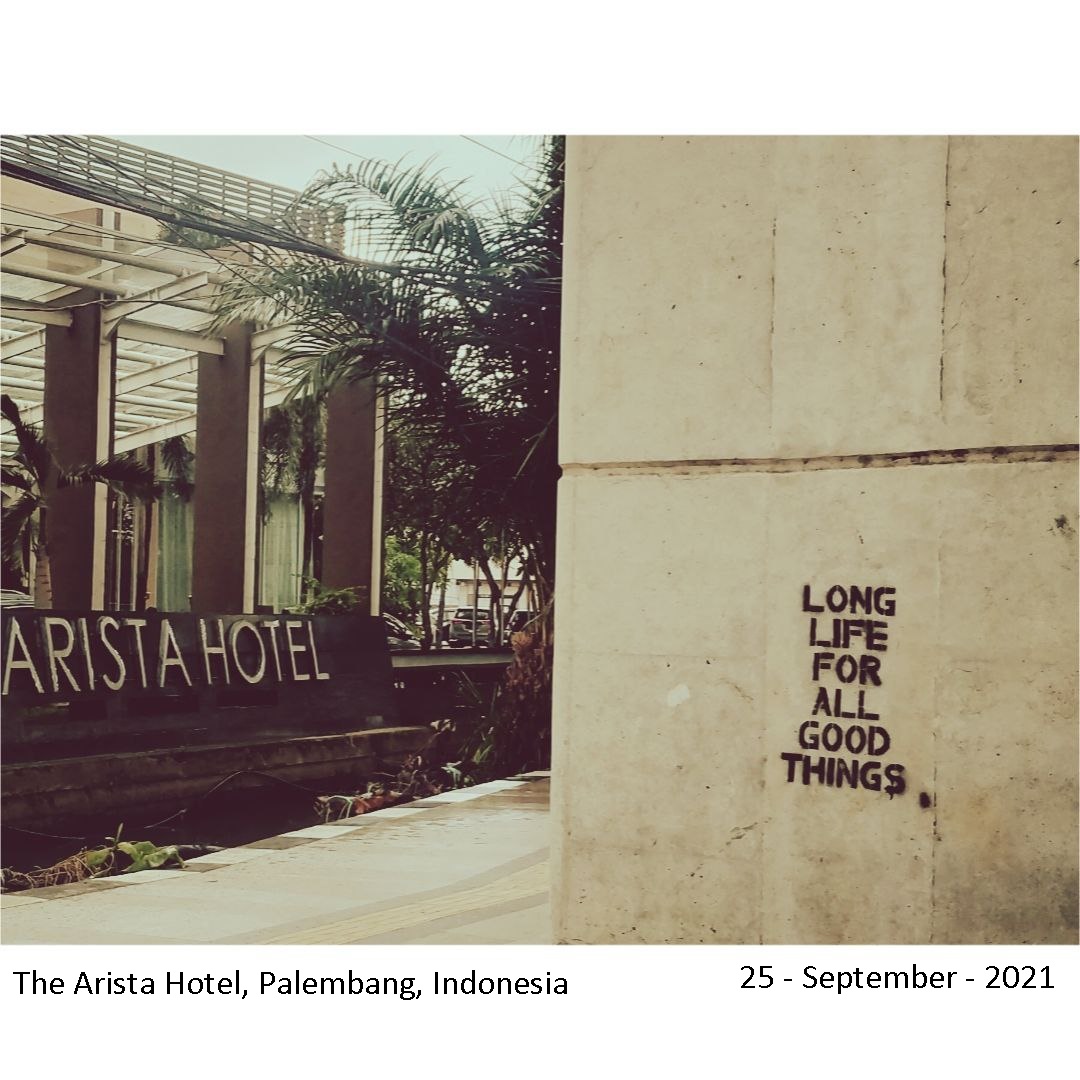 ARISTA HOTEL
LONG
LIFE
FOR
ALL
GOOD
THINGS.
The Arista Hotel, Palembang, Indonesia
25 - September - 2021